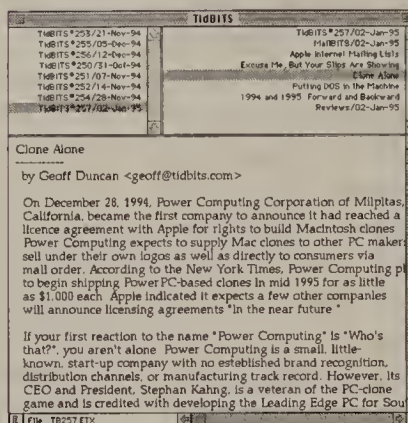 TidBITS
TidBITS#253/21-Nov-94
TidBITS#255/05-Dec-94
TidBITS#256/12-Dec-94
TidBITS#250/31-Oct-94
TidBITS#251/07-Nov-94
TidBITS#252/14-Nov-94
TidBITS#254/28-Nov-94
TidBITS#257/02-Jan-95
TidBITS#257/02-Jan-95
MailBITS/02-Jan-95
Apple Internet Mailing Lists
Excuse Me, But Your Slips Are Showing
Clone Alone
Putting DOS in the Machine
1994 and 1995 Forward and Backward
Reviews/02-Jan-95
Clone Alone
-----------
by Geoff Duncan <geoff@tidbits.com>
On December 28, 1994, Power Computing Corporation of Milpitas,
California, became the first company to announce it had reached a
licence agreement with Apple for rights to build Macintosh clones
Power Computing expects to supply Mac clones to other PC makers
sell under their own logos as well as directly to consumers via
mail order. According to the New York Times, Power Computing pl
to begin shipping PowerPC-based clones in mid 1995 for as little
as $1,000 each Apple indicated it expects a few other companies
will announce licensing agreements "in the near future "
If your first reaction to the name "Power Computing" is "Who's
that?", you aren't alone Power Computing is a small, little-
known, start-up company with no established brand recognition,
distribution channels, or manufacturing track record. However, its
CEO and President, Stephan Kahng, is a veteran of the PC-clone
game and is credited with developing the Leading Edge PC for Sou
R File TB257.ETX